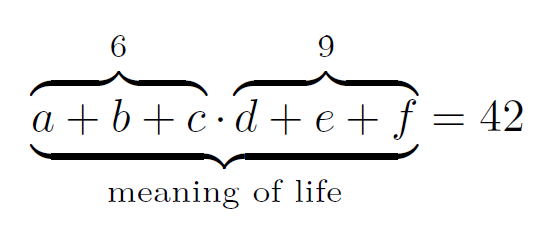 6 9
a + b + c · d + e + f = 42
meaning of life